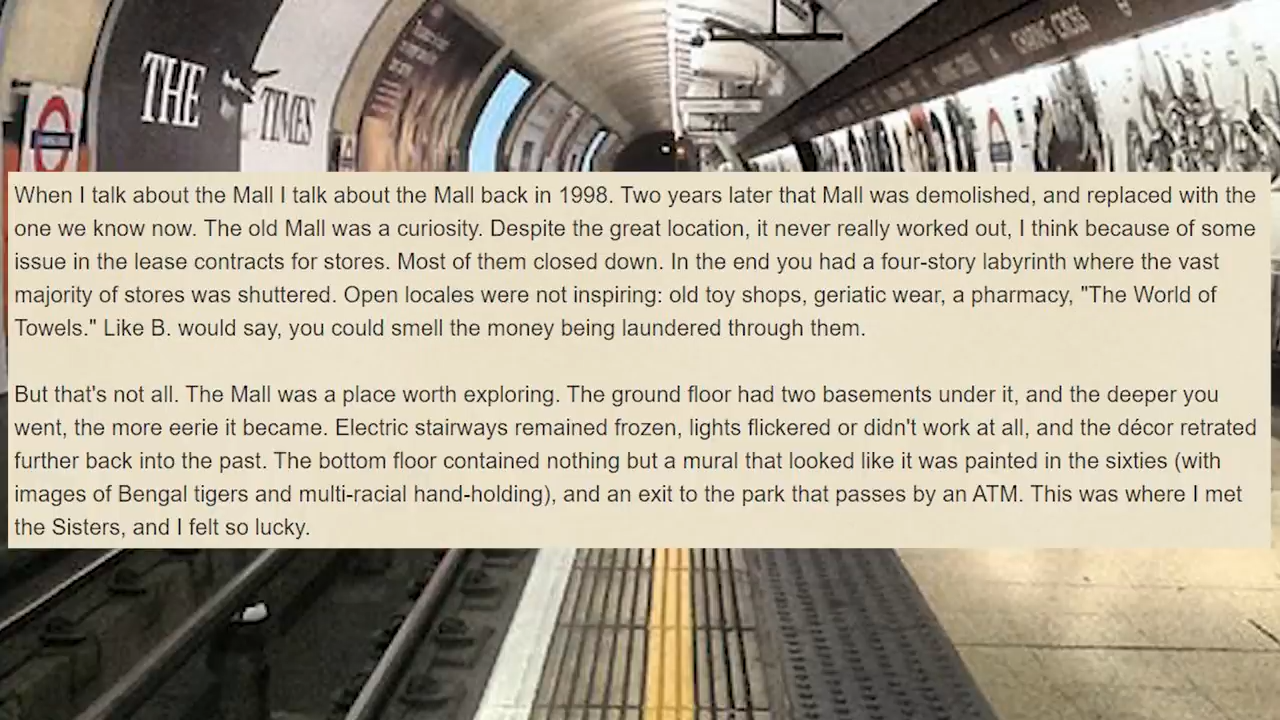 THE TIMES
CHARING CROSS
When I talk about the Mall I talk about the Mall back in 1998. Two years later that Mall was demolished, and replaced with the
one we know now. The old Mall was a curiosity. Despite the great location, it never really worked out, I think because of some
issue in the lease contracts for stores. Most of them closed down. In the end you had a four-story labyrinth where the vast
majority of stores was shuttered. Open locales were not inspiring: old toy shops, geriatic wear, a pharmacy, "The World of
Towels." Like B. would say, you could smell the money being laundered through them.
But that's not all. The Mall was a place worth exploring. The ground floor had two basements under it, and the deeper you
went, the more eerie it became. Electric stairways remained frozen, lights flickered or didn't work at all, and the décor retrated
further back into the past. The bottom floor contained nothing but a mural that looked like it was painted in the sixties (with
images of Bengal tigers and multi-racial hand-holding), and an exit to the park that passes by an ATM. This was where I met
the Sisters, and I felt so lucky.